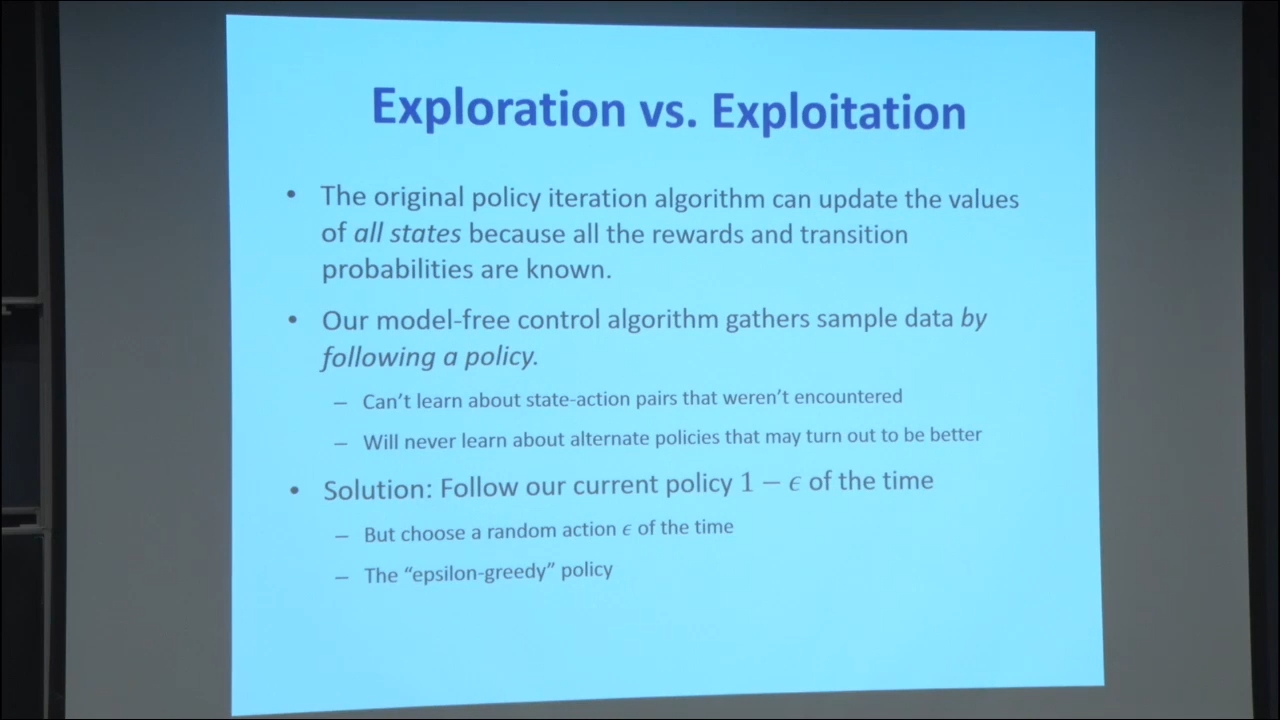 Exploration vs. Exploitation
• The original policy iteration algorithm can update the values
of all states because all the rewards and transition
probabilities are known.
• Our model-free control algorithm gathers sample data by
following a policy.
– Can't learn about state-action pairs that weren't encountered
– Will never learn about alternate policies that may turn out to be better
• Solution: Follow our current policy 1 − ϵ of the time
– But choose a random action ϵ of the time
– The “epsilon-greedy” policy